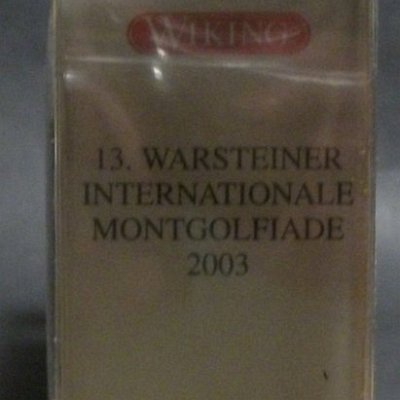 WIKING
13. WARSTEINER
INTERNATIONALE
MONTGOLFIADE
2003